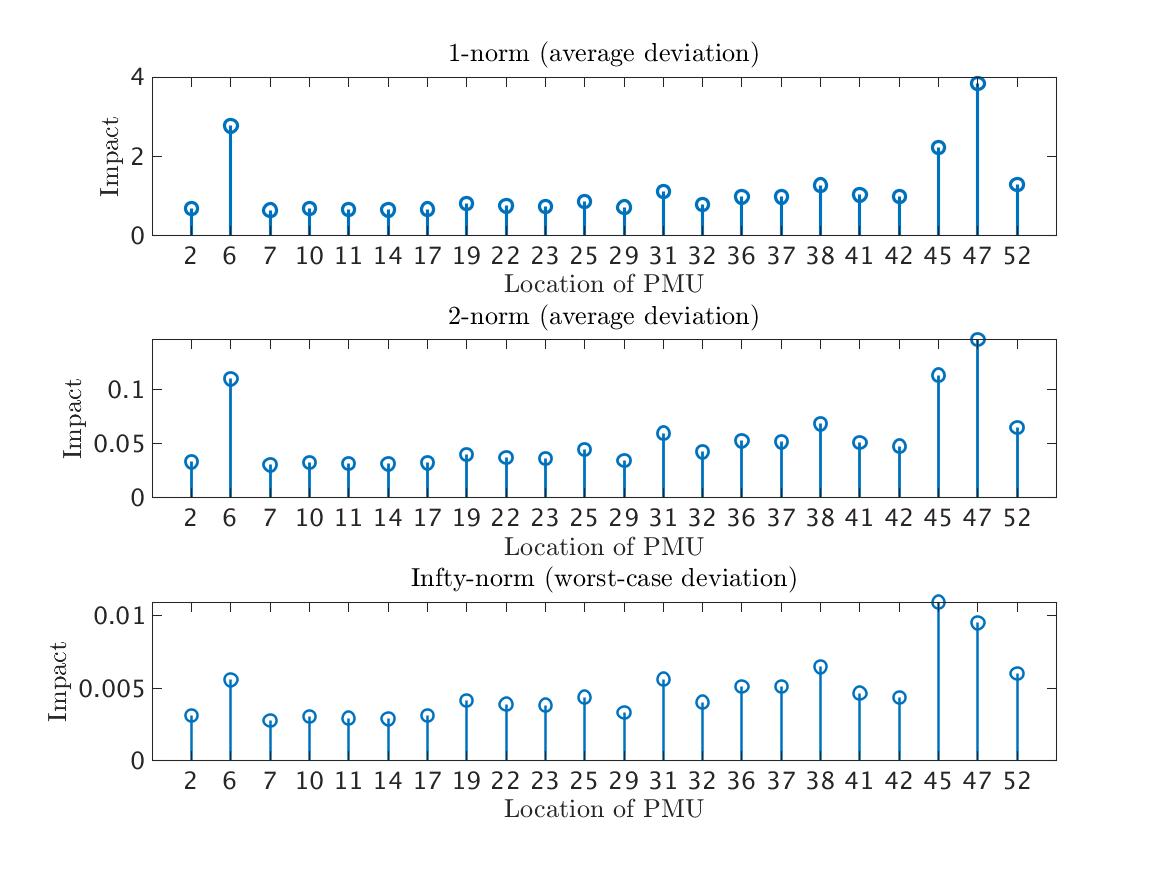 1-norm (average deviation)
4
2
0
Impact
2 6 7 10 11 14 17 19 22 23 25 29 31 32 36 37 38 41 42 45 47 52
Location of PMU
2-norm (average deviation)
0.1
0.05
0
Impact
2 6 7 10 11 14 17 19 22 23 25 29 31 32 36 37 38 41 42 45 47 52
Location of PMU
Infty-norm (worst-case deviation)
0.01
0.005
0
Impact
2 6 7 10 11 14 17 19 22 23 25 29 31 32 36 37 38 41 42 45 47 52
Location of PMU